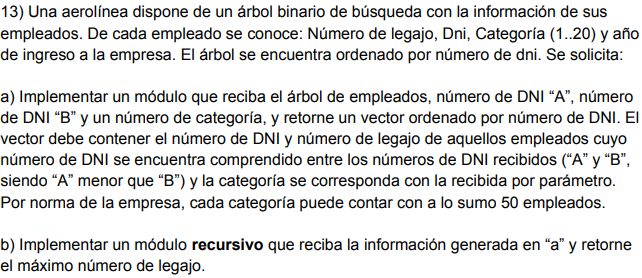 13) Una aerolínea dispone de un árbol binario de búsqueda con la información de sus
empleados. De cada empleado se conoce: Número de legajo, Dni, Categoría (1..20) y año
de ingreso a la empresa. El árbol se encuentra ordenado por número de dni. Se solicita:
a) Implementar un módulo que reciba el árbol de empleados, número de DNI “A”, número
de DNI “B” y un número de categoría, y retorne un vector ordenado por número de DNI. El
vector debe contener el número de DNI y número de legajo de aquellos empleados cuyo
número de DNI se encuentra comprendido entre los números de DNI recibidos (“A” y “B”,
siendo “A” menor que “B”) y la categoría se corresponda con la recibida por parámetro.
Por norma de la empresa, cada categoría puede contar con a lo sumo 50 empleados.
b) Implementar un módulo recursivo que reciba la información generada en “a” y retorne
el máximo número de legajo.